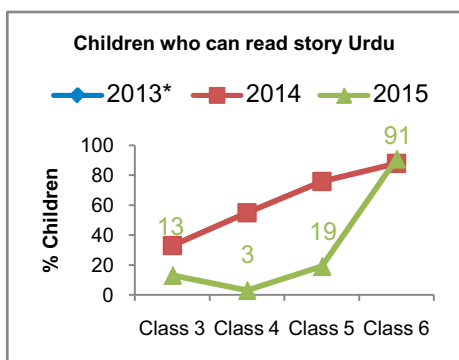 Children who can read story Urdu
2013* 2014 2015
% Children
100
80
60
40
20
0
13
3
19
91
Class 3 Class 4 Class 5 Class 6